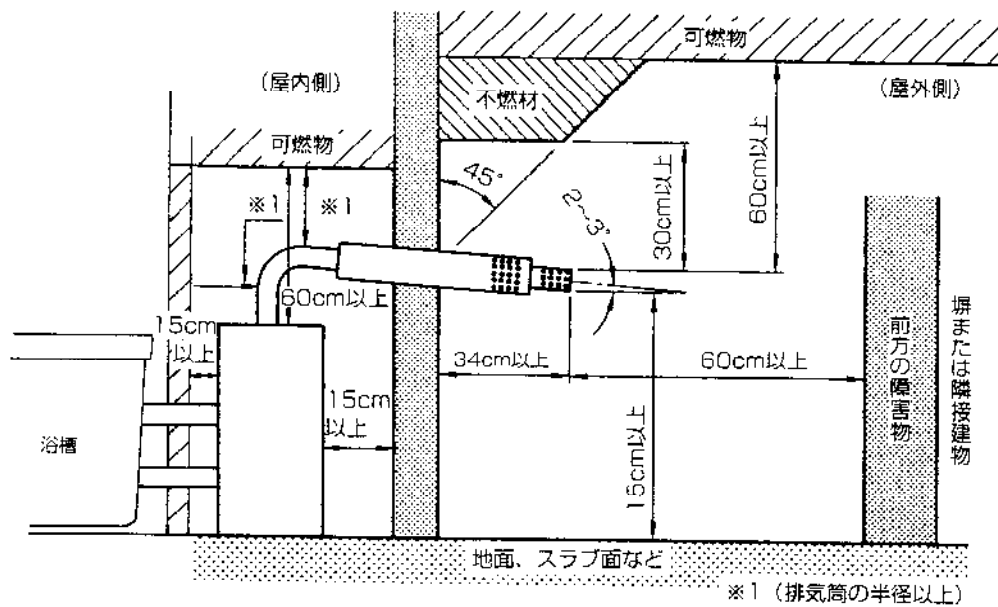 可燃物
(屋内側)
不燃材
(屋外側)
可燃物
45°
※1
※1
2~3°
30cm以上
60cm以上
60cm以上
15cm
以上
34cm以上
60cm以上
15cm
以上
15cm以上
浴槽
前方の障害物
塀または隣接建物
地面、スラブ面など
※1 (排気筒の半径以上)